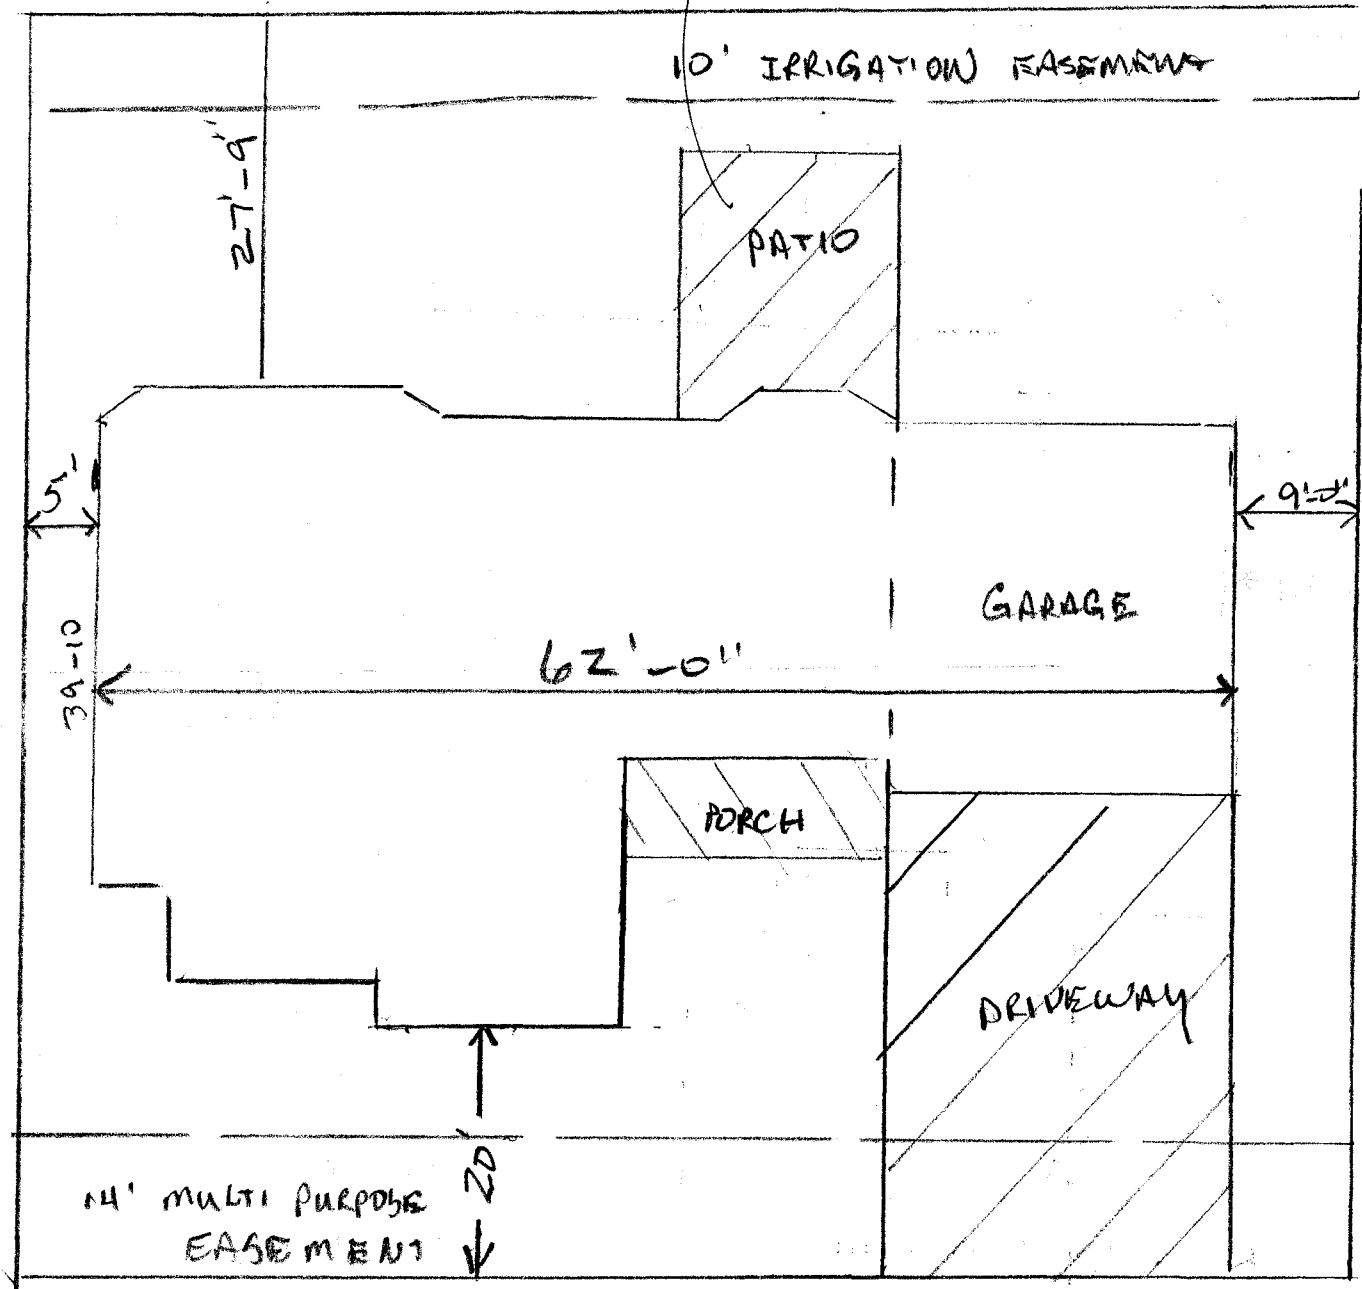 10' IRRIGATION EASEMENT
27'-9"
PATIO
5'-
9'-0"
GARAGE
62'-0"
39-10
PORCH
DRIVEWAY
20'
14' MULTI PURPOSE
EASEMENT